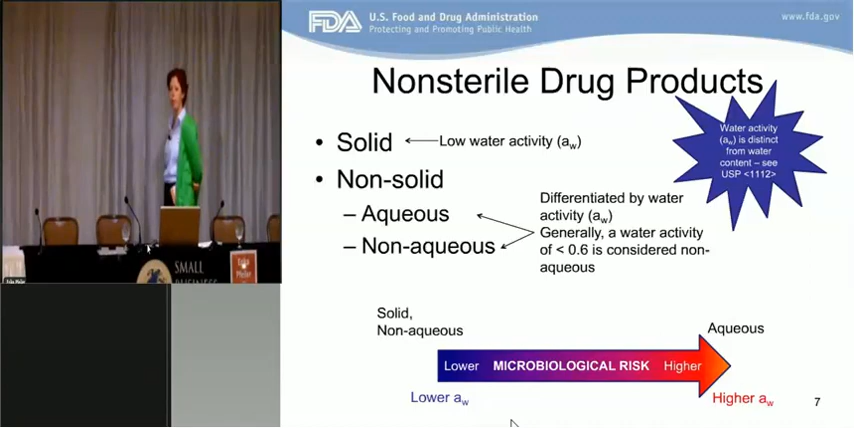 FDA
U.S. Food and Drug Administration
Protecting and Promoting Public Health
www.fda.gov
Nonsterile Drug Products
Water activity
(aw) is distinct
from water
content – see
USP <1112>
• Solid
Low water activity (aw)
• Non-solid
– Aqueous
– Non-aqueous
Differentiated by water
activity (aw)
Generally, a water activity
of < 0.6 is considered non-
aqueous
Solid,
Non-aqueous
Aqueous
Lower
MICROBIOLOGICAL RISK
Higher
Lower aw
Higher aw
7
SMALL
BUSINESS
Erika
Pfeiler